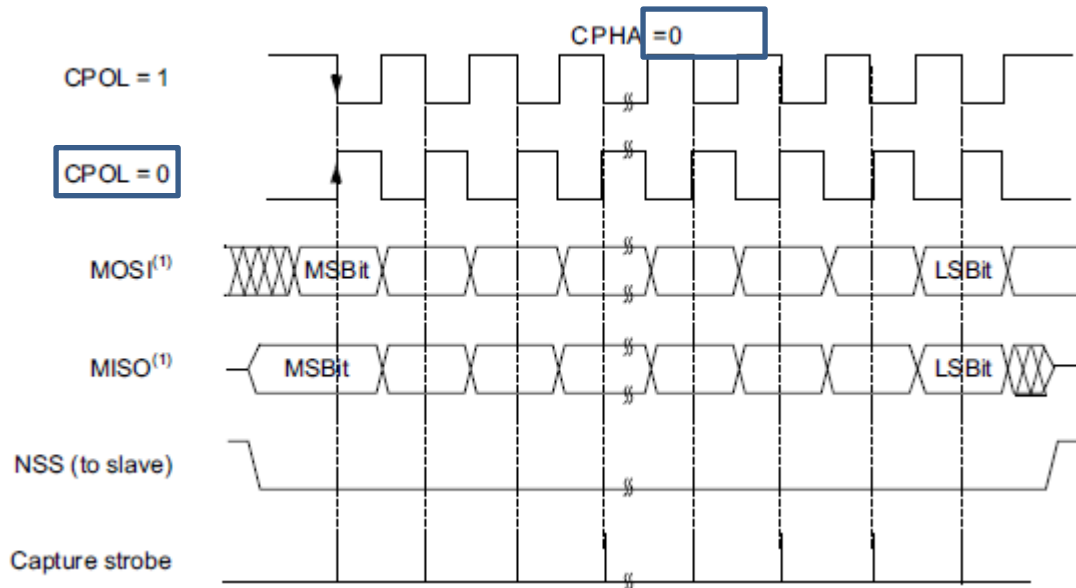 CPHA =0
CPOL = 1
CPOL = 0
MOSI(1) MSBit LSBit
MISO(1) MSBit LSBit
NSS (to slave)
Capture strobe